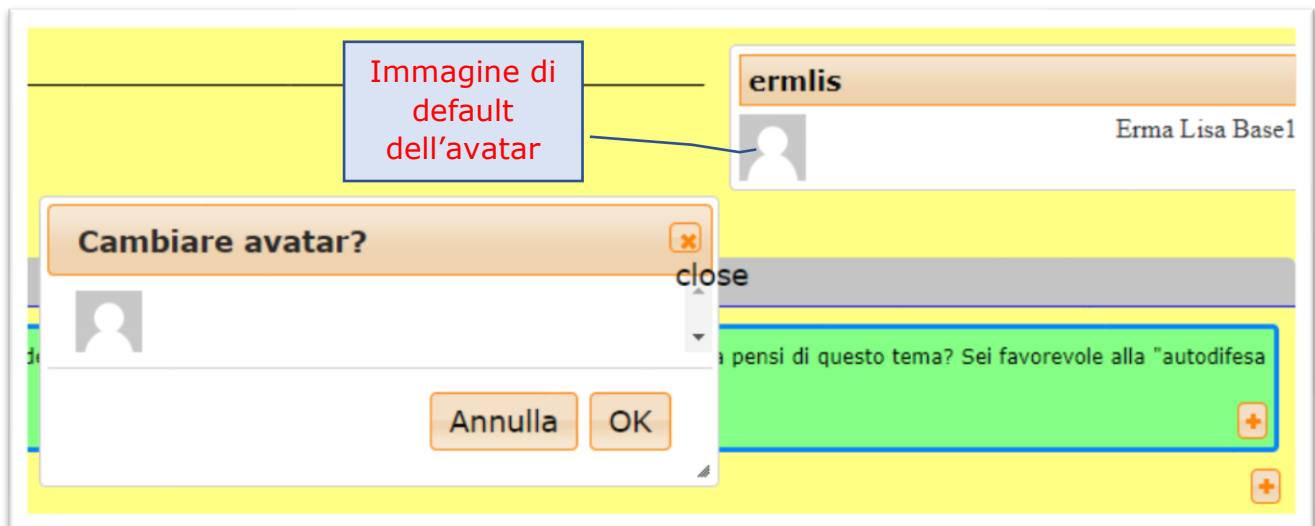 Immagine di
default
dell’avatar
ermlis
Erma Lisa Base1
Cambiare avatar?
close
pensi di questo tema? Sei favorevole alla "autodifesa
Annulla
OK